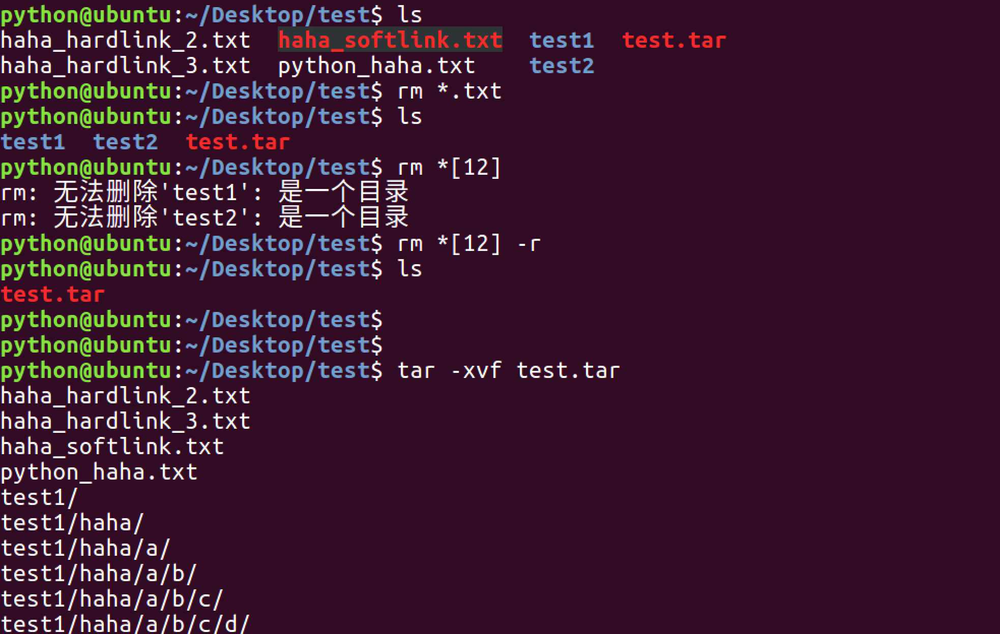 python@ubuntu:~/Desktop/test$ ls
haha_hardlink_2.txt  haha_softlink.txt  test1  test.tar
haha_hardlink_3.txt  python_haha.txt    test2
python@ubuntu:~/Desktop/test$ rm *.txt
python@ubuntu:~/Desktop/test$ ls
test1  test2  test.tar
python@ubuntu:~/Desktop/test$ rm *[12]
rm: 无法删除'test1': 是一个目录
rm: 无法删除'test2': 是一个目录
python@ubuntu:~/Desktop/test$ rm *[12] -r
python@ubuntu:~/Desktop/test$ ls
test.tar
python@ubuntu:~/Desktop/test$
python@ubuntu:~/Desktop/test$
python@ubuntu:~/Desktop/test$ tar -xvf test.tar
haha_hardlink_2.txt
haha_hardlink_3.txt
haha_softlink.txt
python_haha.txt
test1/
test1/haha/
test1/haha/a/
test1/haha/a/b/
test1/haha/a/b/c/
test1/haha/a/b/c/d/